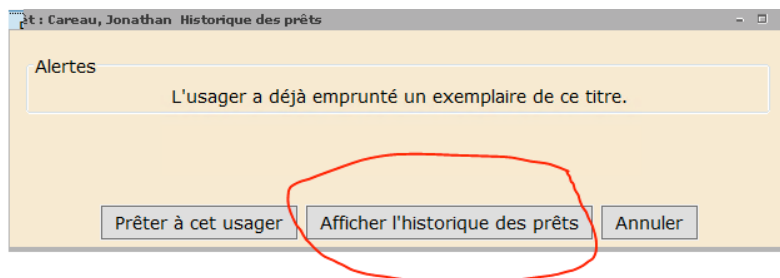 êt : Careau, Jonathan Historique des prêts
Alertes
L'usager a déjà emprunté un exemplaire de ce titre.
Prêter à cet usager Afficher l'historique des prêts Annuler